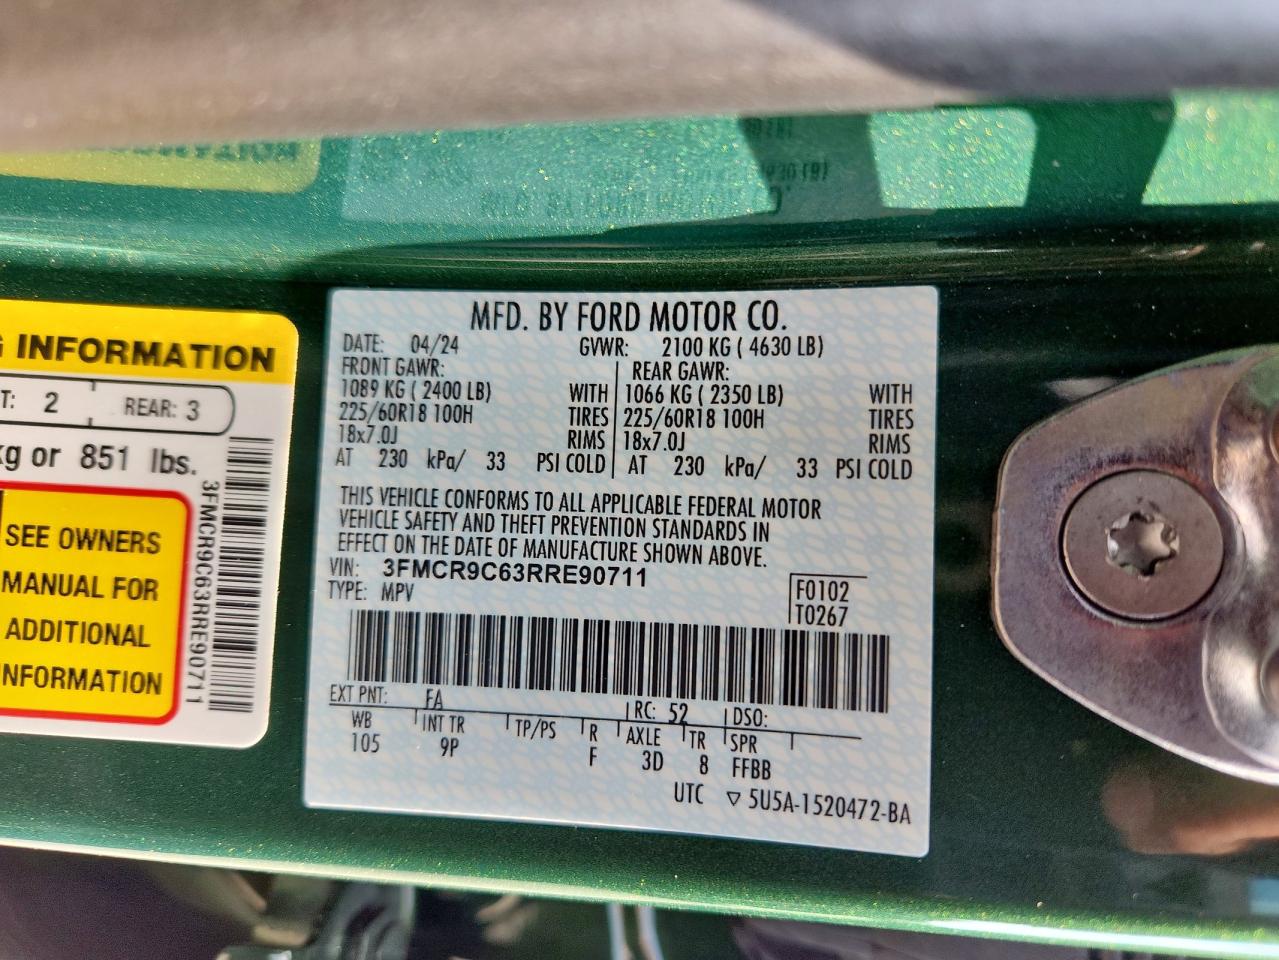 G INFORMATION
T: 2 REAR: 3
kg or 851 lbs.
SEE OWNERS
MANUAL FOR
ADDITIONAL
INFORMATION
3FMCR9C63RRE90711
MFD. BY FORD MOTOR CO.
DATE: 04/24 GVWR: 2100 KG ( 4630 LB)
FRONT GAWR: REAR GAWR:
1089 KG ( 2400 LB) WITH 1066 KG ( 2350 LB) WITH
225/60R18 100H TIRES 225/60R18 100H TIRES
18x7.0J RIMS 18x7.0J RIMS
AT 230 kPa/ 33 PSI COLD AT 230 kPa/ 33 PSI COLD
THIS VEHICLE CONFORMS TO ALL APPLICABLE FEDERAL MOTOR
VEHICLE SAFETY AND THEFT PREVENTION STANDARDS IN
EFFECT ON THE DATE OF MANUFACTURE SHOWN ABOVE.
VIN: 3FMCR9C63RRE90711
TYPE: MPV
F0102
T0267
EXT PNT: FA RC: 52 DSO:
WB INT TR TP/PS R AXLE TR SPR
105 9P F 3D 8 FFBB
UTC ▽ 5U5A-1520472-BA